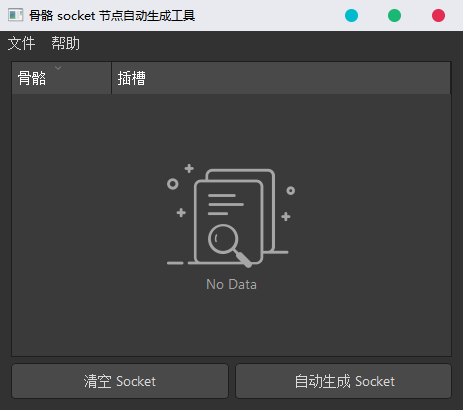 骨骼 socket 节点自动生成工具
文件 帮助
骨骼 插槽
No Data
清空 Socket 自动生成 Socket